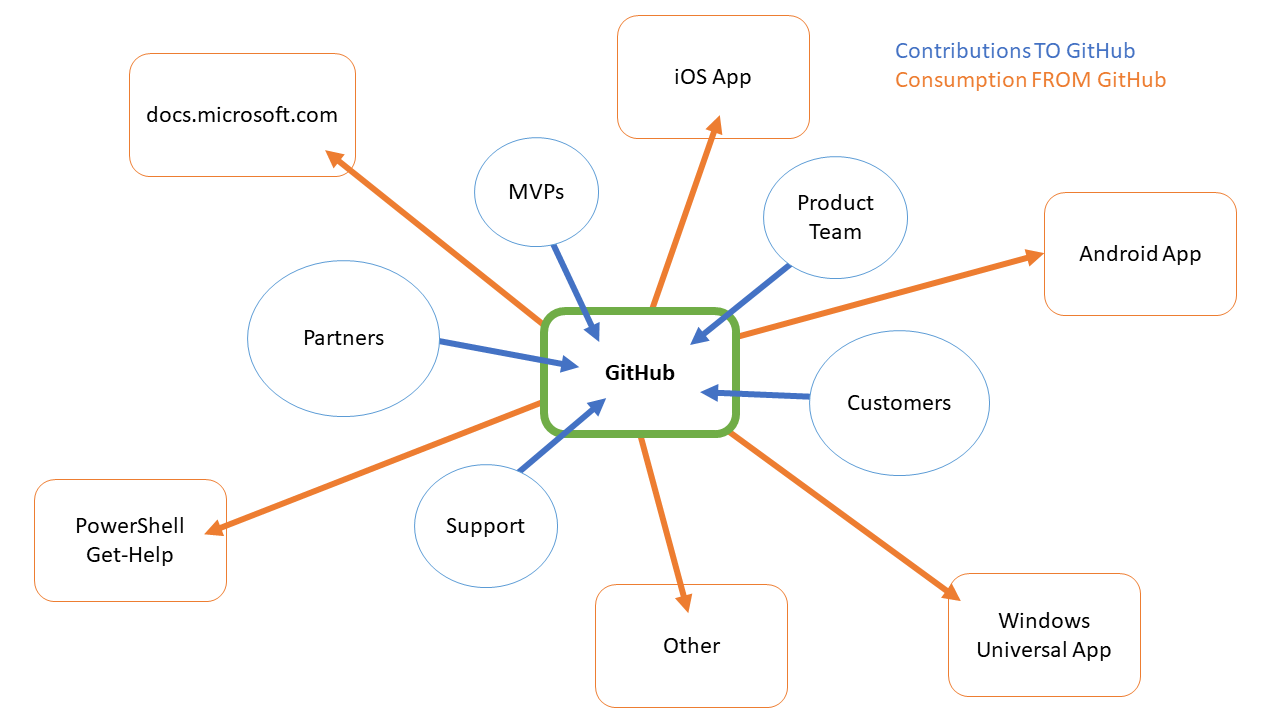 iOS App
Contributions TO GitHub
Consumption FROM GitHub
docs.microsoft.com
MVPs
Product
Team
Android App
Partners
GitHub
Customers
PowerShell
Get-Help
Support
Other
Windows
Universal App